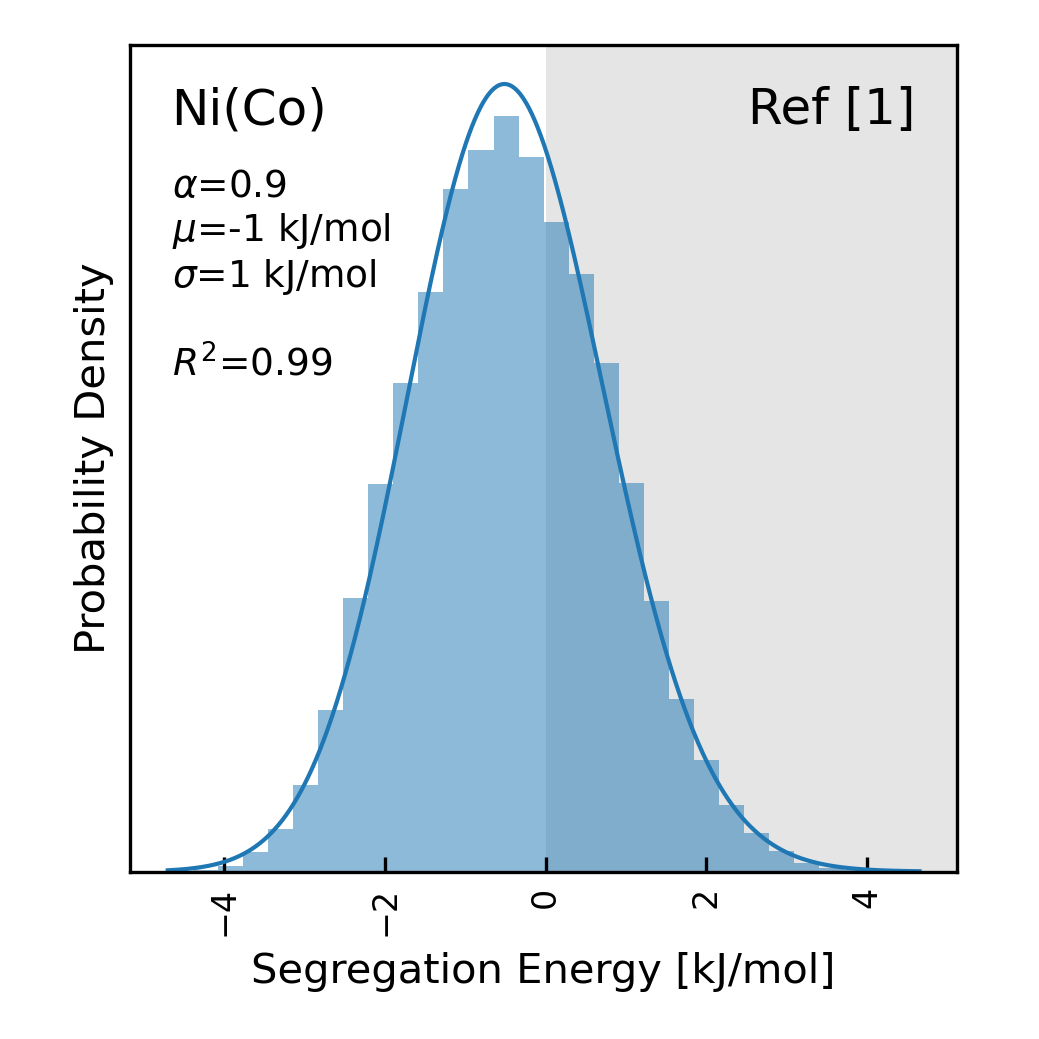 Ni(Co)
Ref [1]
α=0.9
μ=-1 kJ/mol
σ=1 kJ/mol
R²=0.99
Probability Density
−4 −2 0 2 4
Segregation Energy [kJ/mol]